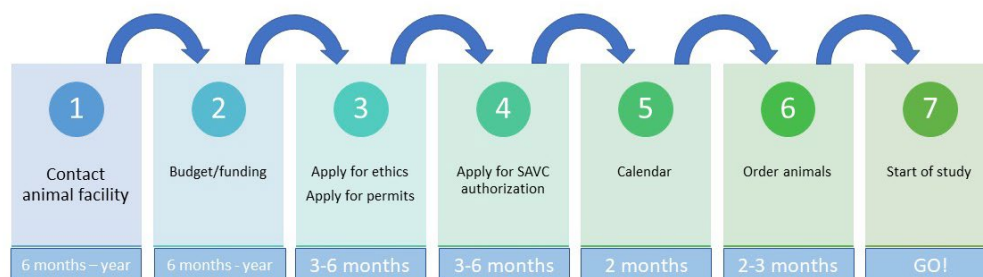 1
Contact
animal facility
6 months – year
2
Budget/funding
6 months - year
3
Apply for ethics
Apply for permits
3-6 months
4
Apply for SAVC
authorization
3-6 months
5
Calendar
2 months
6
Order animals
2-3 months
7
Start of study
GO!